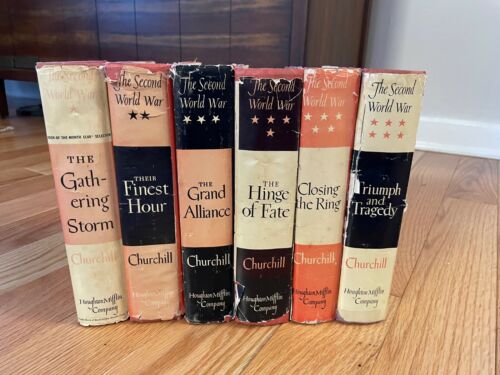 The Second
World War
BOOK OF THE MONTH CLUB SELECTION
THE
Gath-
ering
Storm
Churchill
Houghton Mifflin
Company
The Second
World War
THEIR
Finest
Hour
Churchill
Houghton Mifflin
Company
The Second
World War
THE
Grand
Alliance
Churchill
Houghton Mifflin
Company
The Second
World War
THE
Hinge
of Fate
Churchill
Houghton Mifflin
Company
The Second
World War
Closing
the Ring
Churchill
Houghton Mifflin
Company
The Second
World War
Triumph
and
Tragedy
Churchill
Houghton Mifflin
Company